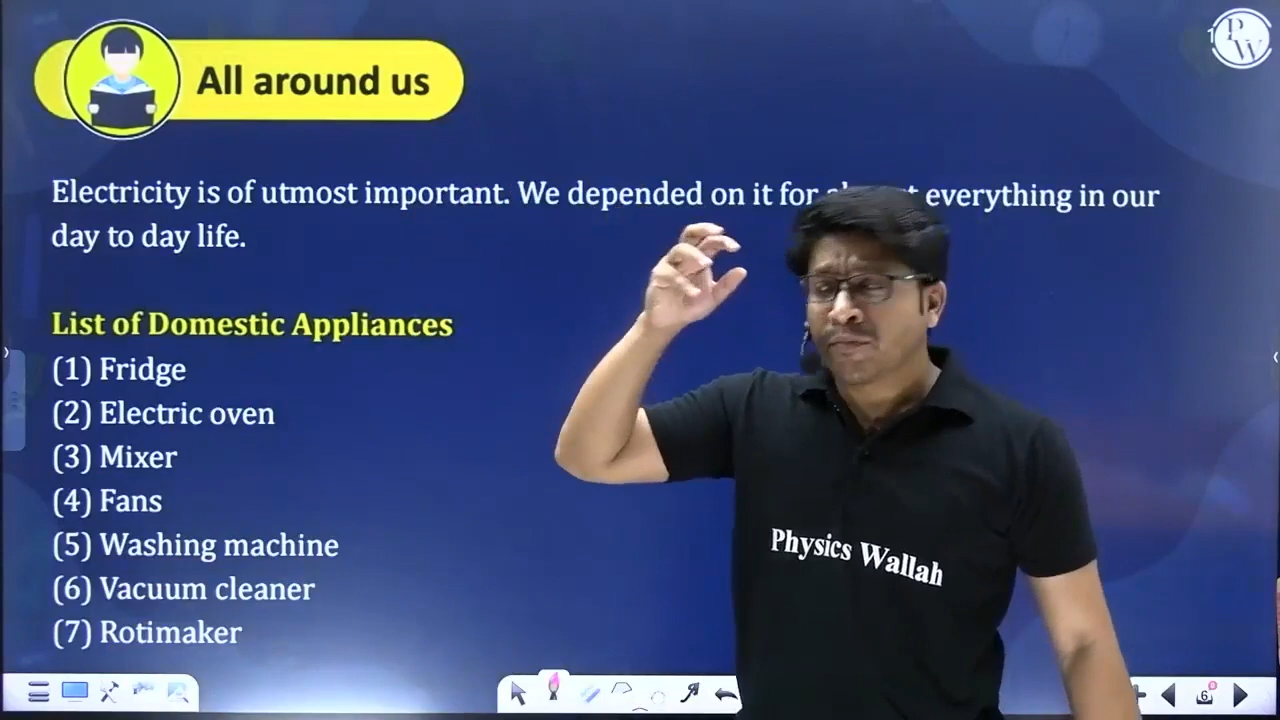 All around us
PW
Electricity is of utmost important. We depended on it for everything in our
day to day life.
List of Domestic Appliances
(1) Fridge
(2) Electric oven
(3) Mixer
(4) Fans
(5) Washing machine
(6) Vacuum cleaner
(7) Rotimaker
Physics Wallah
6